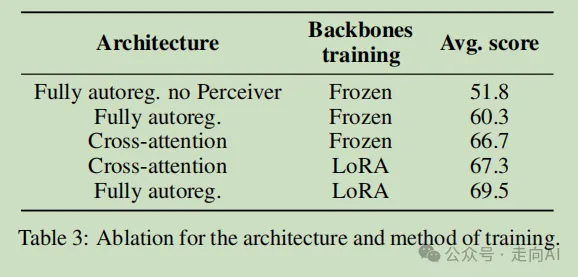 Architecture Backbones training Avg. score
Fully autoreg. no Perceiver Frozen 51.8
Fully autoreg. Frozen 60.3
Cross-attention Frozen 66.7
Cross-attention LoRA 67.3
Fully autoreg. LoRA 69.5
Table 3: Ablation for the architecture and method of training.
公众号 · 走向AI